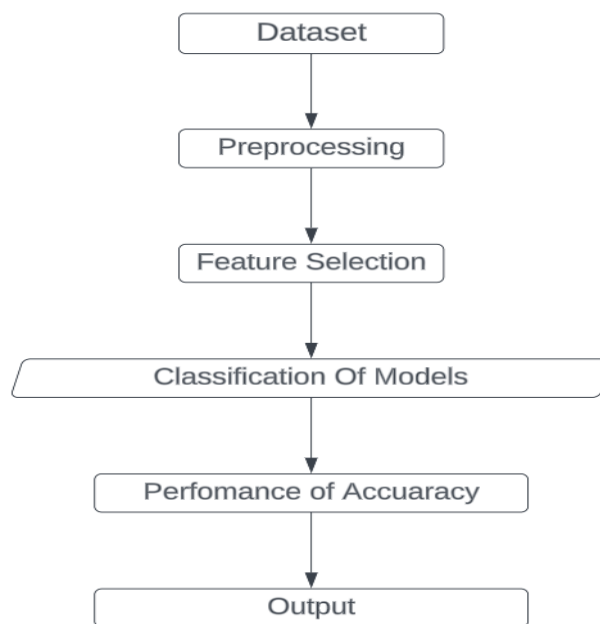 Dataset
Preprocessing
Feature Selection
Classification Of Models
Perfomance of Accuaracy
Output